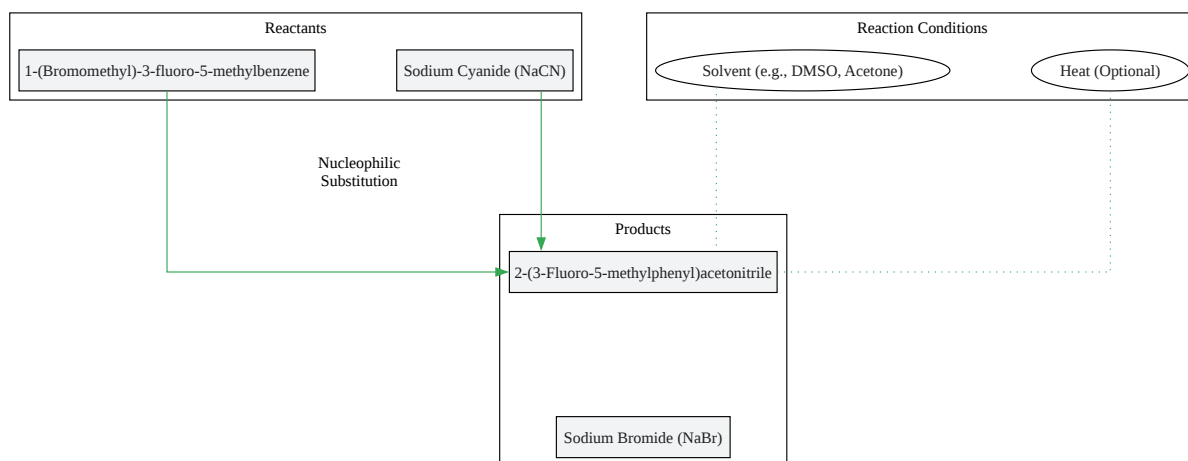 Reactants
1-(Bromomethyl)-3-fluoro-5-methylbenzene
Sodium Cyanide (NaCN)
Reaction Conditions
Solvent (e.g., DMSO, Acetone)
Heat (Optional)
Nucleophilic
Substitution
Products
2-(3-Fluoro-5-methylphenyl)acetonitrile
Sodium Bromide (NaBr)